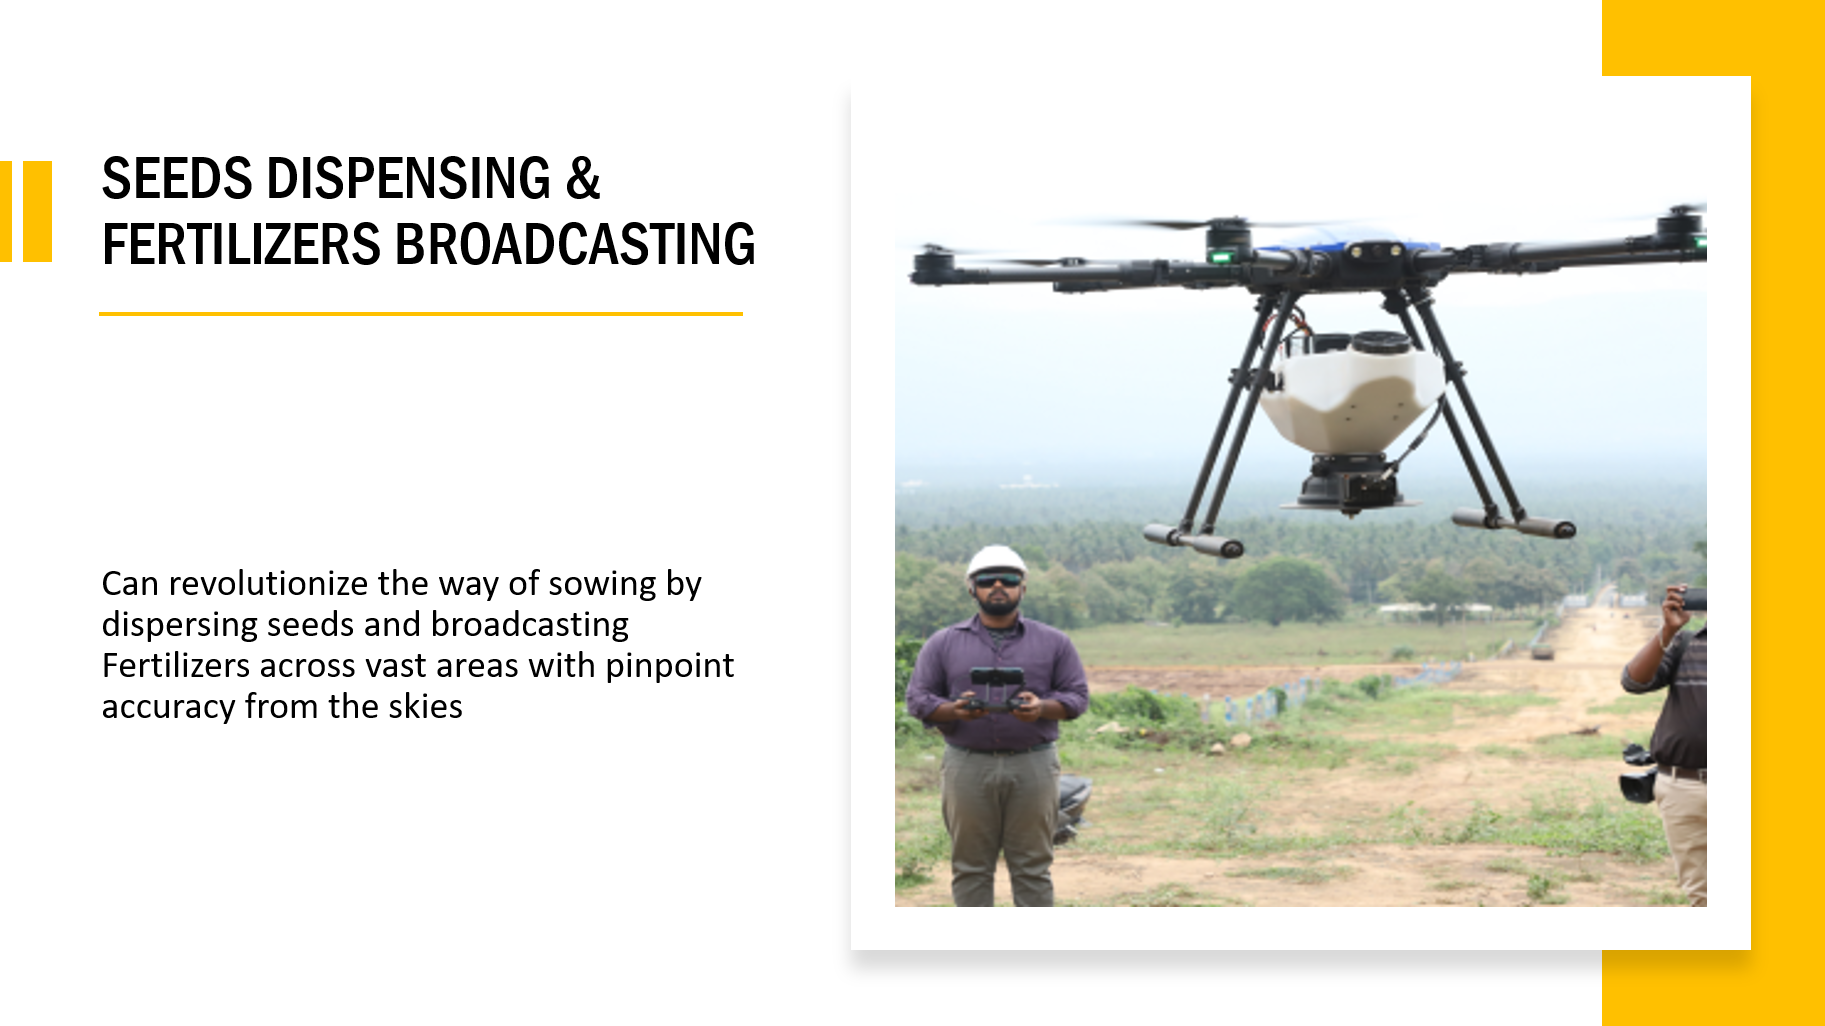 SEEDS DISPENSING &
FERTILIZERS BROADCASTING
Can revolutionize the way of sowing by
dispersing seeds and broadcasting
Fertilizers across vast areas with pinpoint
accuracy from the skies